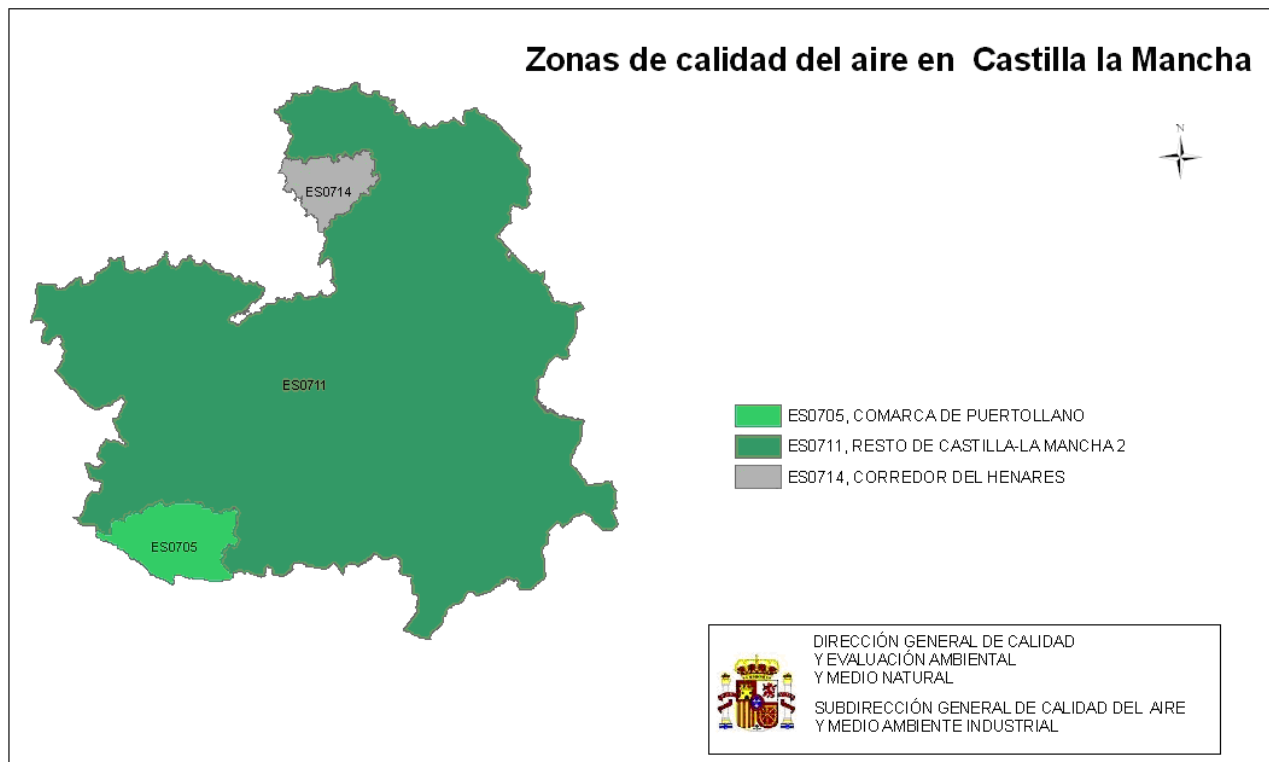 Zonas de calidad del aire en Castilla la Mancha
N
ES0714
ES0711
ES0705
ES0705, COMARCA DE PUERTOLLANO
ES0711, RESTO DE CASTILLA-LA MANCHA 2
ES0714, CORREDOR DEL HENARES
DIRECCIÓN GENERAL DE CALIDAD
Y EVALUACIÓN AMBIENTAL
Y MEDIO NATURAL
SUBDIRECCIÓN GENERAL DE CALIDAD DEL AIRE
Y MEDIO AMBIENTE INDUSTRIAL